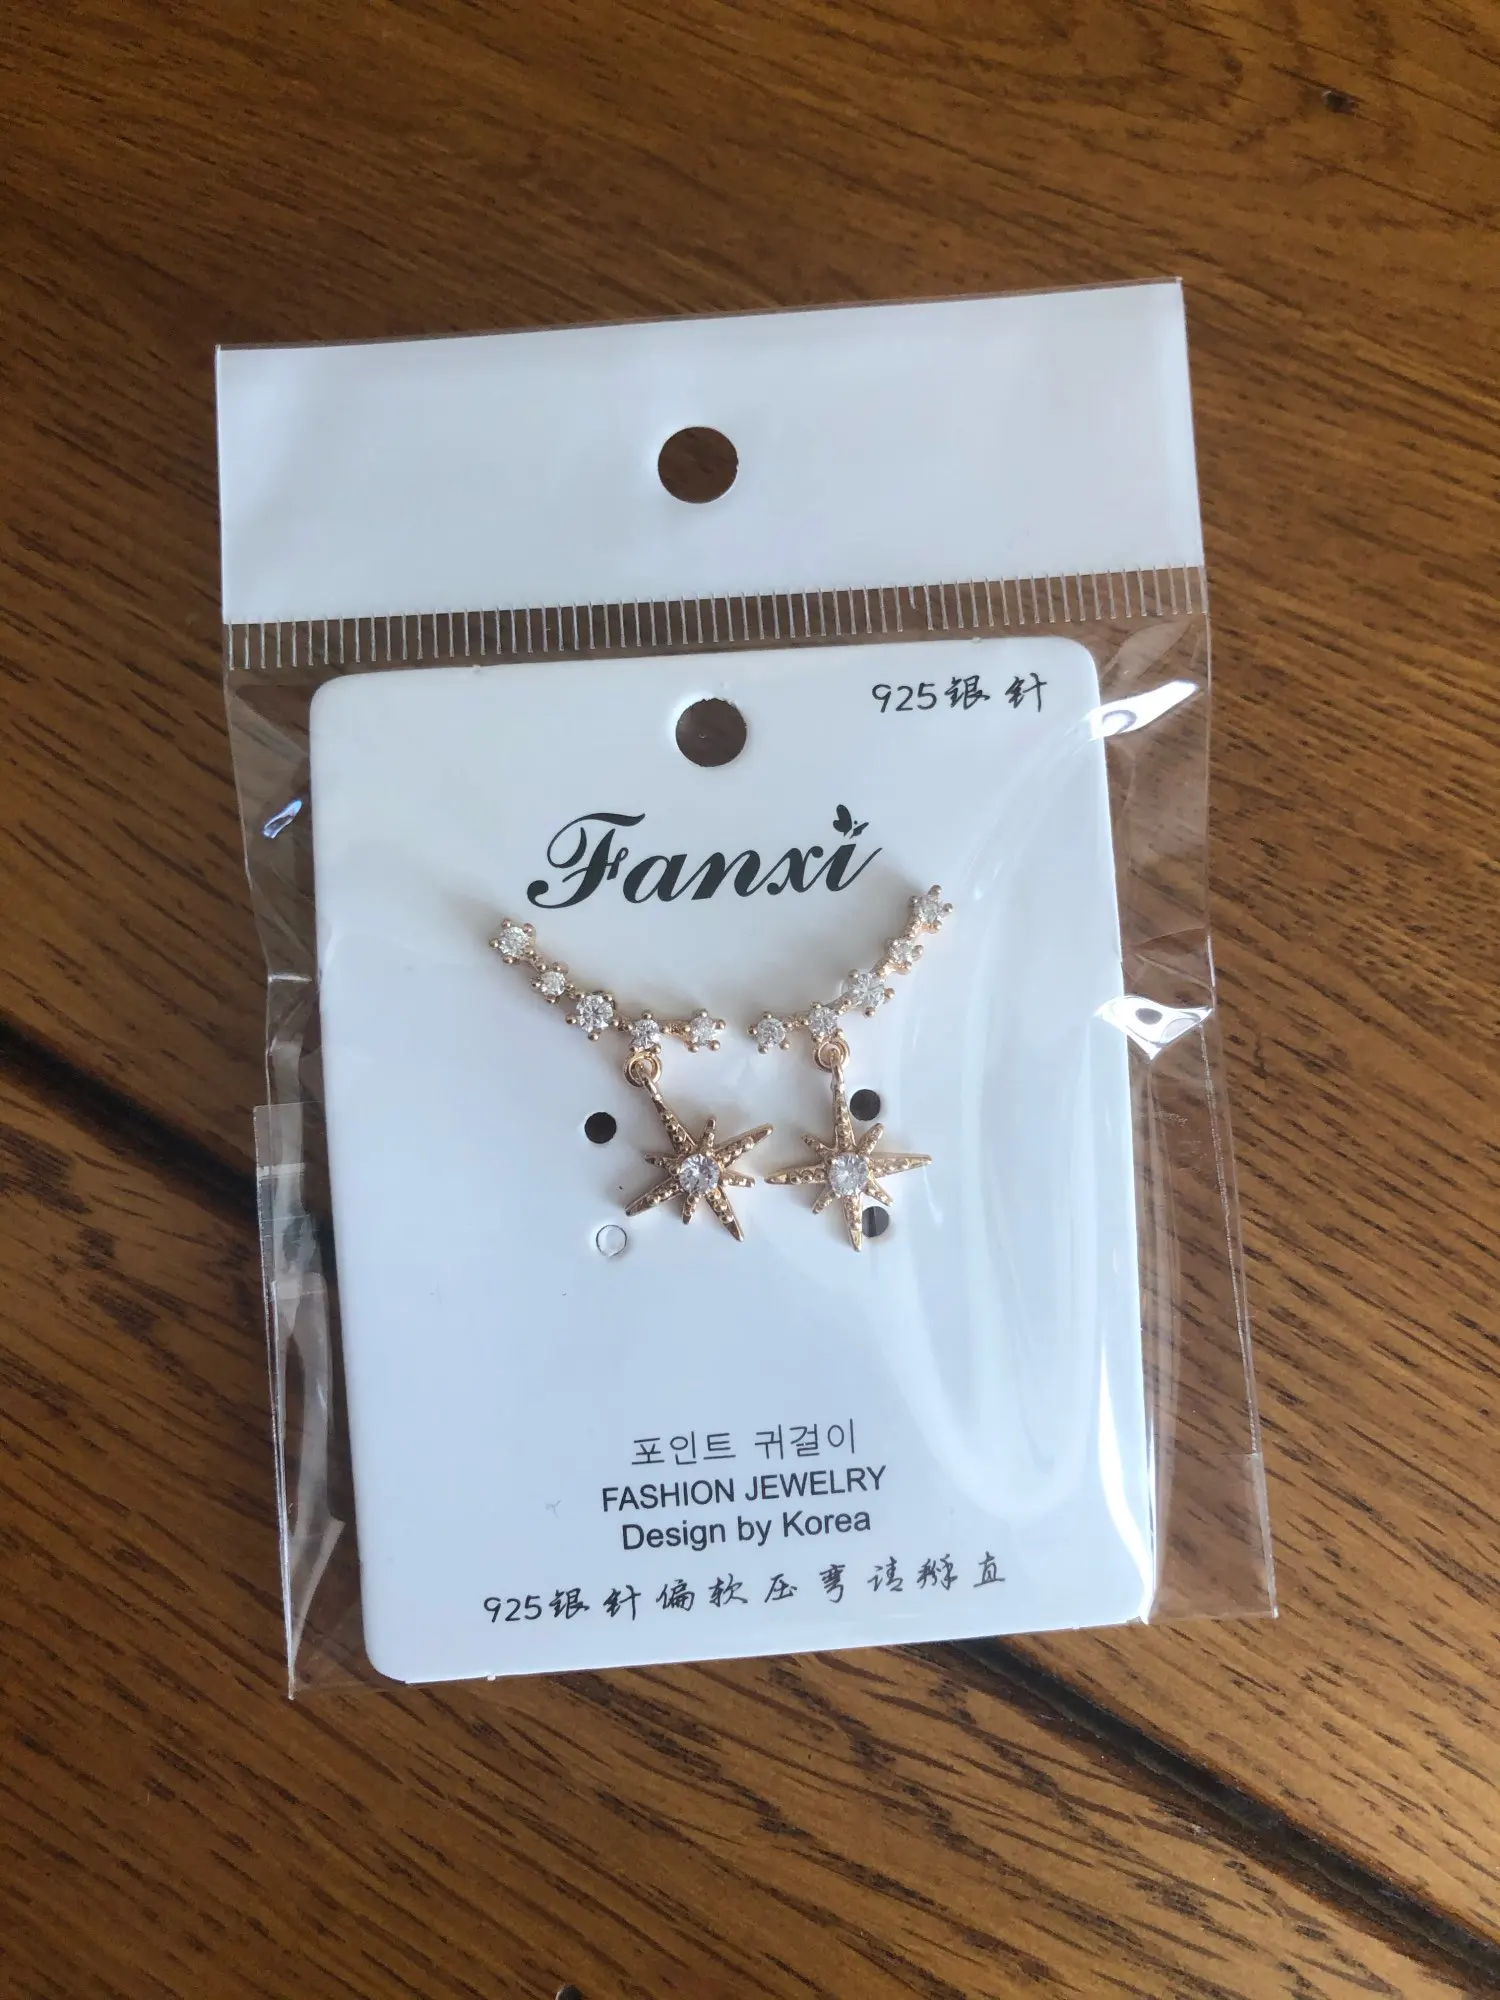 925银针
Fanxi
포인트 귀걸이
FASHION JEWELRY
Design by Korea
925银针偏软压弯请掰直